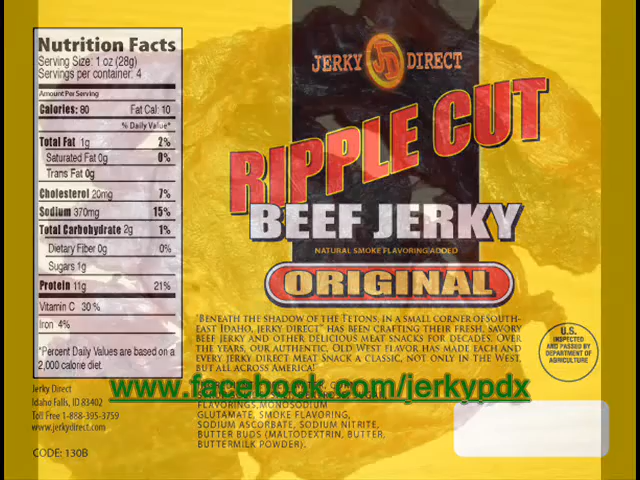 Nutrition Facts
Serving Size: 1 oz (28g)
Servings per container: 4
Amount Per Serving
Calories: 80 Fat Cal: 10
% Daily Value*
Total Fat 1g 2%
Saturated Fat 0g 0%
Trans Fat 0g
Cholesterol 20mg 7%
Sodium 370mg 15%
Total Carbohydrate 2g 1%
Dietary Fiber 0g 0%
Sugars 1g
Protein 11g 21%
Vitamin C 30 %
Iron 4%
*Percent Daily Values are based on a
2,000 calorie diet.
Jerky Direct
Idaho Falls, ID 83402
Toll Free 1-888-395-3759
www.jerkydirect.com
CODE: 130B
JERKY JD DIRECT
RIPPLE CUT
BEEF JERKY
NATURAL SMOKE FLAVORING ADDED
ORIGINAL
"BENEATH THE SHADOW OF THE TETONS, IN A SMALL CORNER OF SOUTH-
EAST IDAHO, JERKY DIRECT™ HAS BEEN CRAFTING THEIR FRESH, SAVORY
BEEF JERKY AND OTHER DELICIOUS MEAT SNACKS FOR DECADES. OVER
THE YEARS, OUR AUTHENTIC, OLD WEST FLAVOR HAS MADE EACH AND
EVERY JERKY DIRECT MEAT SNACK A CLASSIC, NOT ONLY IN THE WEST,
BUT ALL ACROSS AMERICA!"
www.facebook.com/jerkypdx
FLAVORINGS, MONOSODIUM
GLUTAMATE, SMOKE FLAVORING,
SODIUM ASCORBATE, SODIUM NITRITE,
BUTTER BUDS (MALTODEXTRIN, BUTTER,
BUTTERMILK POWDER).
U.S.
INSPECTED
AND PASSED BY
DEPARTMENT OF
AGRICULTURE